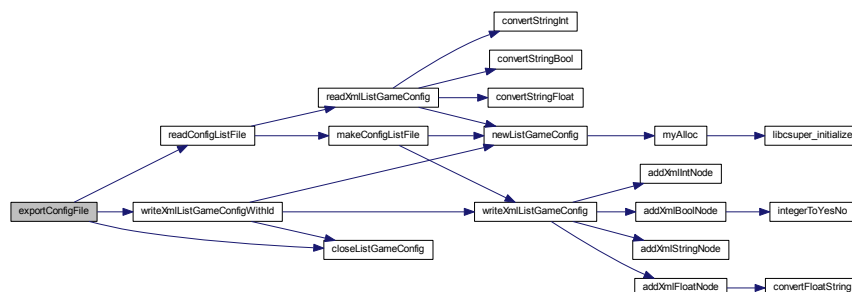 convertStringInt
convertStringBool
readXmlListGameConfig
convertStringFloat
readConfigListFile
makeConfigListFile
newListGameConfig
myAlloc
libcsuper_initialize
addXmlIntNode
exportConfigFile
writeXmlListGameConfigWithId
writeXmlListGameConfig
addXmlBoolNode
integerToYesNo
closeListGameConfig
addXmlStringNode
addXmlFloatNode
convertFloatString